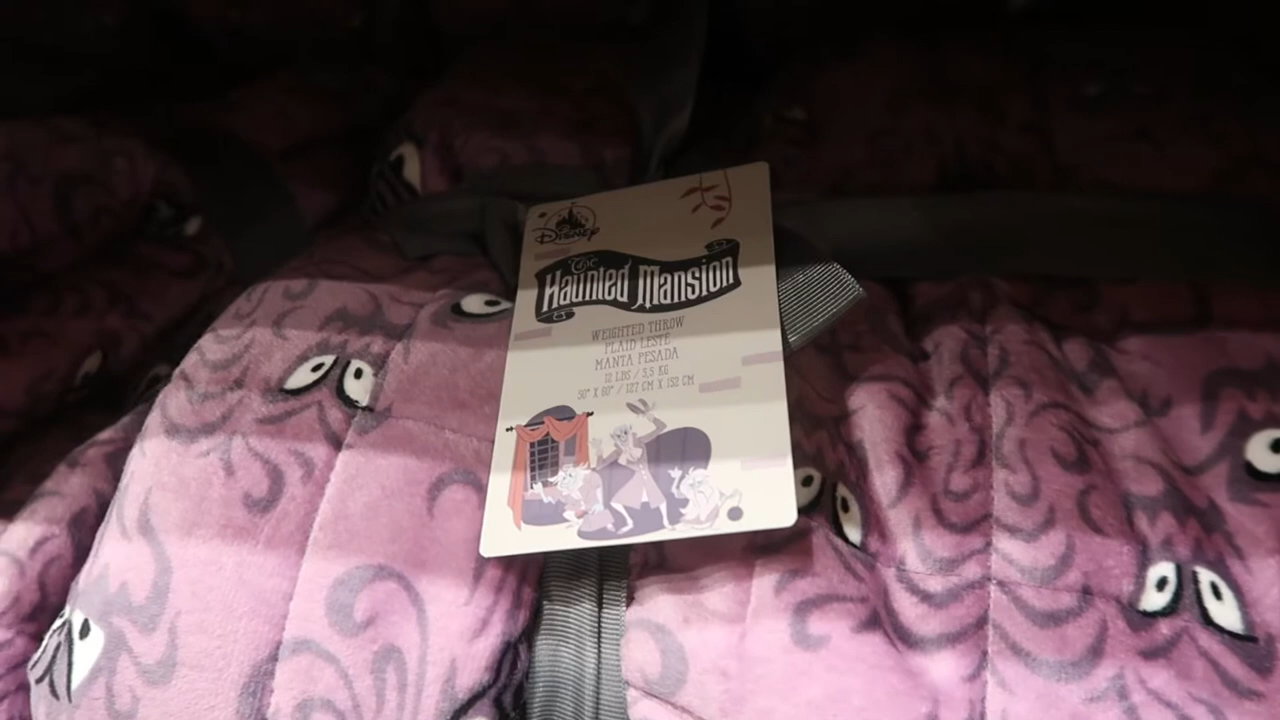 Disney
The
Haunted Mansion
WEIGHTED THROW
PLAID LESTÉ
MANTA PESADA
12 LBS / 5,5 KG
50" X 60" / 127 CM X 152 CM